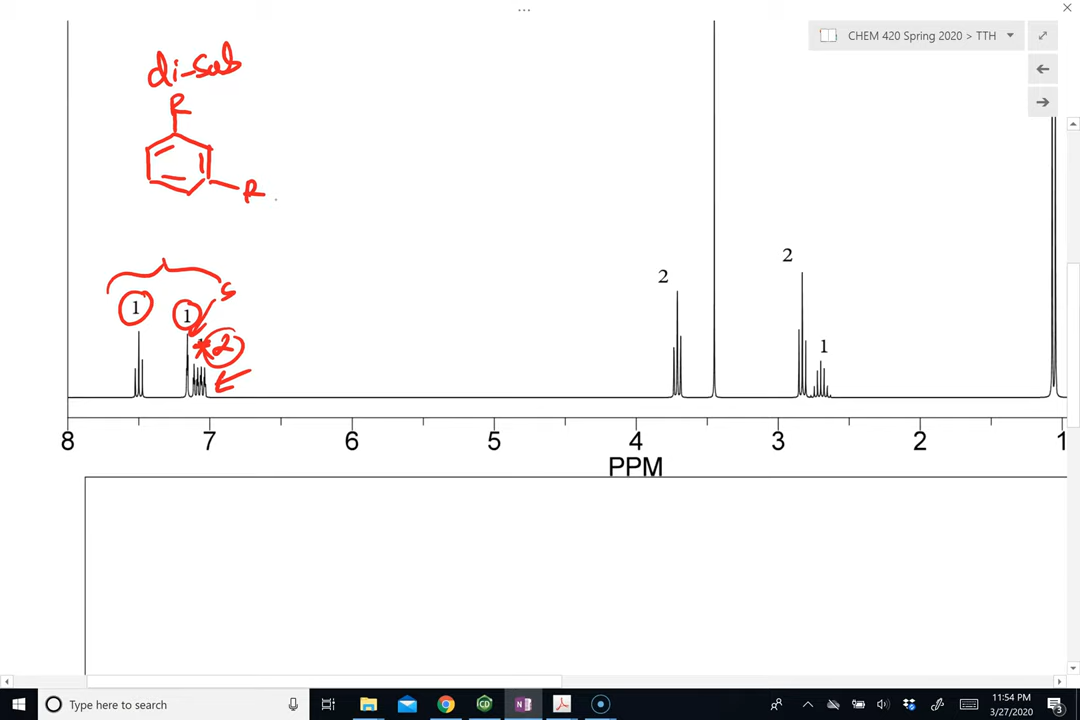 ...
CHEM 420 Spring 2020 > TTH
di-sub
R
R
2
2
1
1
1
S
*2
8 7 6 5 4 3 2 1
PPM
Type here to search
11:54 PM
3/27/2020
3